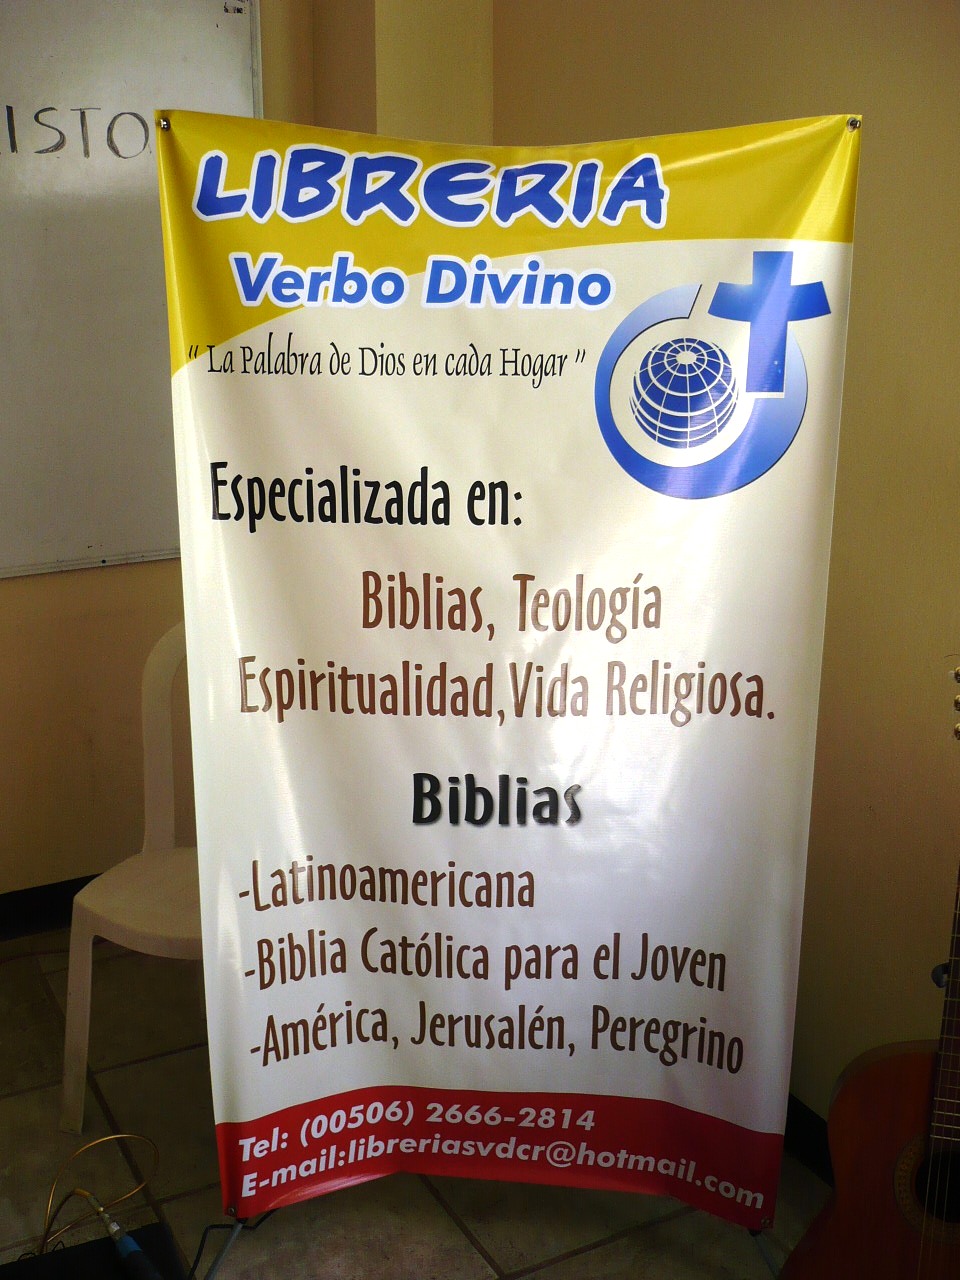 ISTO
LIBRERIA
Verbo Divino
“ La Palabra de Dios en cada Hogar ”
Especializada en:
Biblias, Teología
Espiritualidad,Vida Religiosa.
Biblias
-Latinoamericana
-Biblia Católica para el Joven
-América, Jerusalén, Peregrino
Tel: (00506) 2666-2814
E-mail:libreriasvdcr@hotmail.com